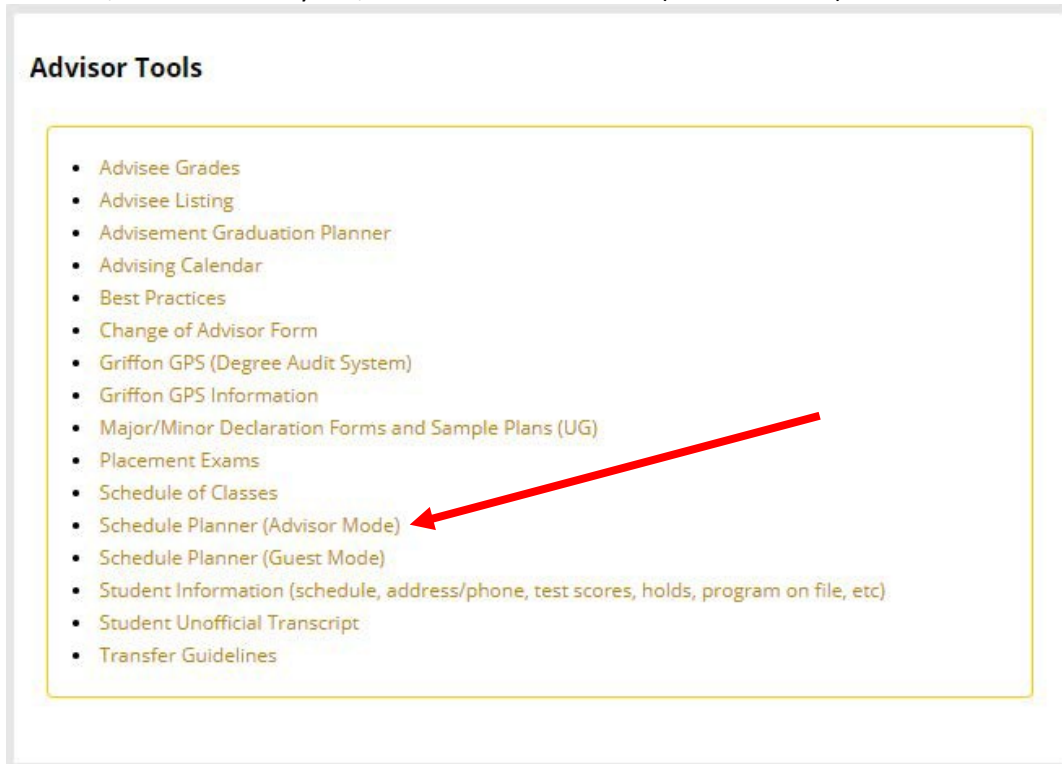 Advisor Tools
Advisee Grades
Advisee Listing
Advisement Graduation Planner
Advising Calendar
Best Practices
Change of Advisor Form
Griffon GPS (Degree Audit System)
Griffon GPS Information
Major/Minor Declaration Forms and Sample Plans (UG)
Placement Exams
Schedule of Classes
Schedule Planner (Advisor Mode)
Schedule Planner (Guest Mode)
Student Information (schedule, address/phone, test scores, holds, program on file, etc)
Student Unofficial Transcript
Transfer Guidelines